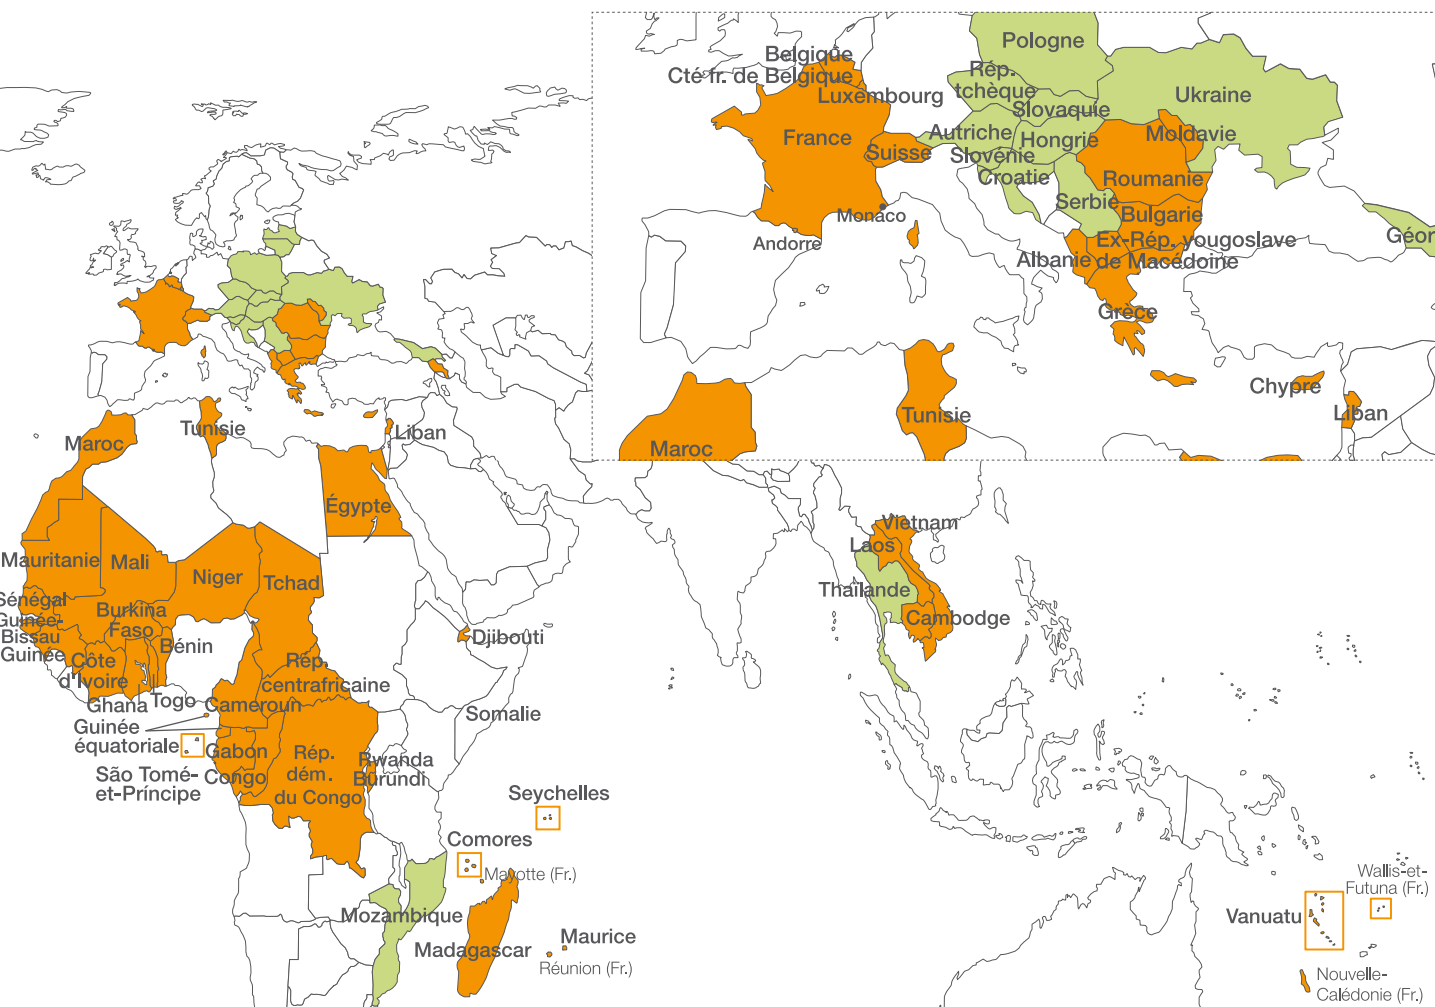 Pologne
Belgique
Cté fr. de Belgique
Rép.
tchèque
Luxembourg
Ukraine
Slovaquie
France
Autriche
Hongrie
Moldavie
Suisse
Slovénie
Croatie
Roumanie
Serbie
Monaco
Bulgarie
Andorre
Ex-Rép. yougoslave
de Macédoine
Géor
Albanie
Grèce
Chypre
Liban
Tunisie
Maroc
Maroc
Tunisie
Liban
Égypte
Mauritanie
Mali
Niger
Tchad
Sénégal
Guinée-
Bissau
Guinée
Burkina
Faso
Bénin
Côte
d'Ivoire
Ghana
Togo
Cameroun
Rép.
centrafricaine
Djibouti
Somalie
Guinée
équatoriale
Gabon
Congo
Rép.
dém.
du Congo
Rwanda
Burundi
São Tomé-
et-Príncipe
Seychelles
Comores
Mayotte (Fr.)
Mozambique
Madagascar
Maurice
Réunion (Fr.)
Vietnam
Laos
Thaïlande
Cambodge
Wallis-et-
Futuna (Fr.)
Vanuatu
Nouvelle-
Calédonie (Fr.)